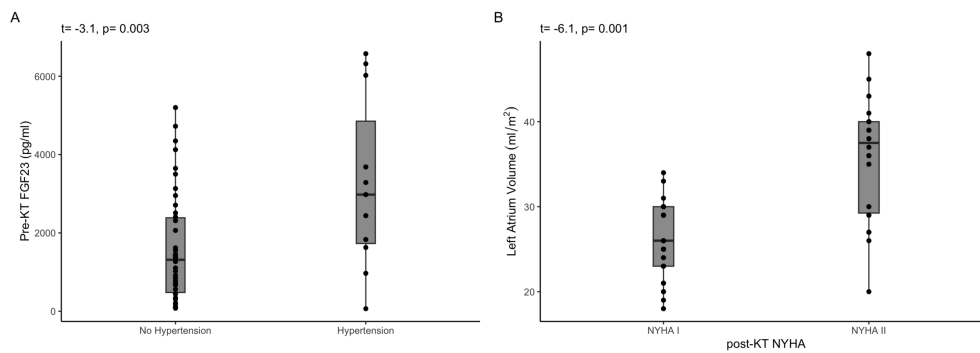 A
t= -3.1, p= 0.003
Pre-KT FGF23 (pg/ml)
6000
4000
2000
0
No Hypertension
Hypertension
B
t= -6.1, p= 0.001
Left Atrium Volume (ml/m²)
40
30
20
NYHA I
NYHA II
post-KT NYHA